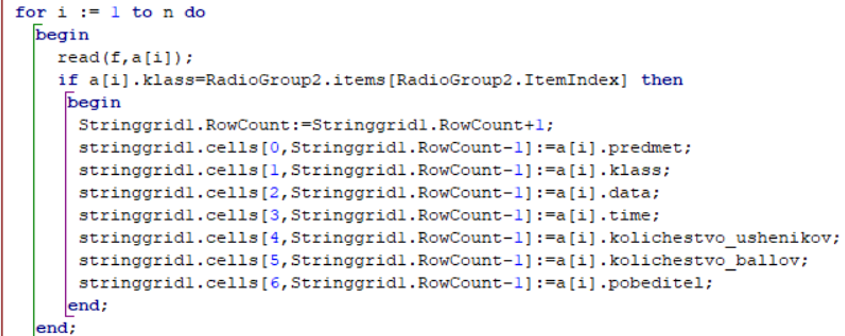 for i := 1 to n do
begin
read(f,a[i]);
if a[i].klass=RadioGroup2.items[RadioGroup2.ItemIndex] then
begin
Stringgrid1.RowCount:=Stringgrid1.RowCount+1;
stringgrid1.cells[0,Stringgrid1.RowCount-1]:=a[i].predmet;
stringgrid1.cells[1,Stringgrid1.RowCount-1]:=a[i].klass;
stringgrid1.cells[2,Stringgrid1.RowCount-1]:=a[i].data;
stringgrid1.cells[3,Stringgrid1.RowCount-1]:=a[i].time;
stringgrid1.cells[4,Stringgrid1.RowCount-1]:=a[i].kolichestvo_ushenikov;
stringgrid1.cells[5,Stringgrid1.RowCount-1]:=a[i].kolichestvo_ballov;
stringgrid1.cells[6,Stringgrid1.RowCount-1]:=a[i].pobeditel;
end;
end;